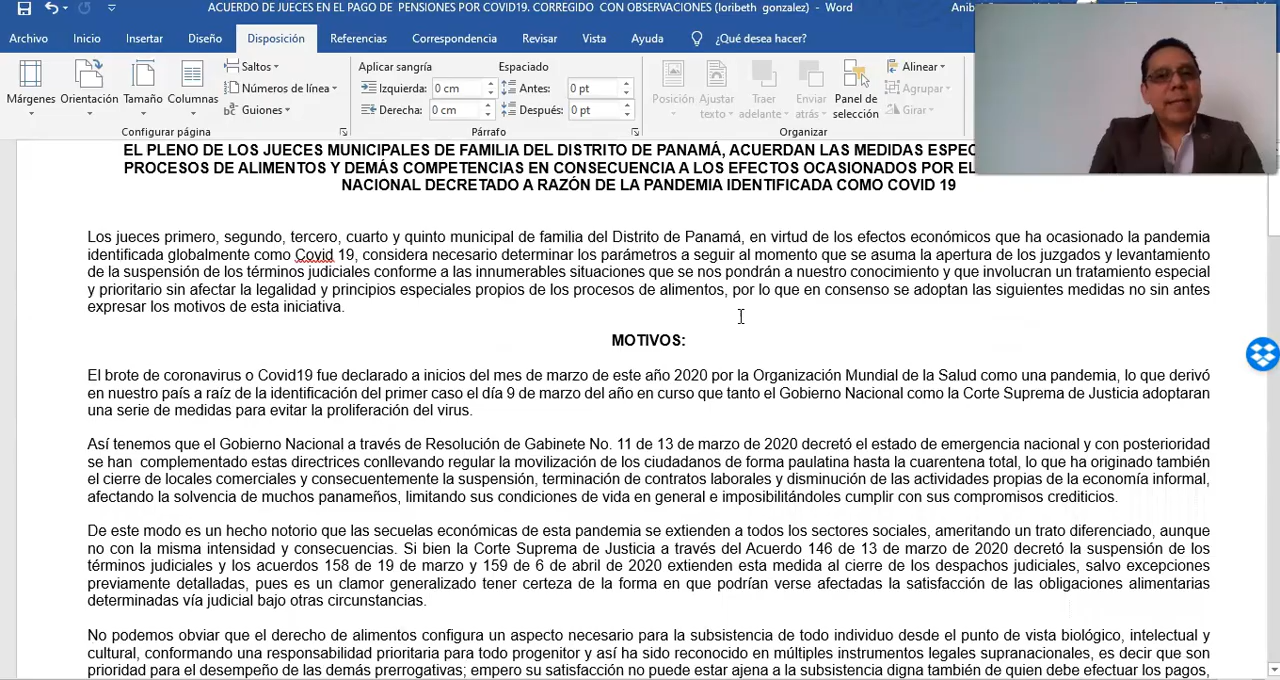 ACUERDO DE JUECES EN EL PAGO DE PENSIONES POR COVID19. CORREGIDO CON OBSERVACIONES (loribeth gonzalez) - Word
Archivo Inicio Insertar Diseño Disposición Referencias Correspondencia Revisar Vista Ayuda ¿Qué desea hacer?
Márgenes Orientación Tamaño Columnas
Saltos
Números de línea
Guiones
Configurar página
Aplicar sangría Espaciado
Izquierda: 0 cm Antes: 0 pt
Derecha: 0 cm Después: 0 pt
Párrafo
Posición Ajustar texto Traer adelante Enviar atrás Panel de selección
Alinear
Agrupar
Girar
Organizar
EL PLENO DE LOS JUECES MUNICIPALES DE FAMILIA DEL DISTRITO DE PANAMÁ, ACUERDAN LAS MEDIDAS
PROCESOS DE ALIMENTOS Y DEMÁS COMPETENCIAS EN CONSECUENCIA A LOS EFECTOS OCASIONADOS POR EL
NACIONAL DECRETADO A RAZÓN DE LA PANDEMIA IDENTIFICADA COMO COVID 19
Los jueces primero, segundo, tercero, cuarto y quinto municipal de familia del Distrito de Panamá, en virtud de los efectos económicos que ha ocasionado la pandemia
identificada globalmente como Covid 19, considera necesario determinar los parámetros a seguir al momento que se asuma la apertura de los juzgados y levantamiento
de la suspensión de los términos judiciales conforme a las innumerables situaciones que se nos pondrán a nuestro conocimiento y que involucran un tratamiento especial
y prioritario sin afectar la legalidad y principios especiales propios de los procesos de alimentos, por lo que en consenso se adoptan las siguientes medidas no sin antes
expresar los motivos de esta iniciativa.
MOTIVOS:
El brote de coronavirus o Covid19 fue declarado a inicios del mes de marzo de este año 2020 por la Organización Mundial de la Salud como una pandemia, lo que derivó
en nuestro país a raíz de la identificación del primer caso el día 9 de marzo del año en curso que tanto el Gobierno Nacional como la Corte Suprema de Justicia adoptaran
una serie de medidas para evitar la proliferación del virus.
Así tenemos que el Gobierno Nacional a través de Resolución de Gabinete No. 11 de 13 de marzo de 2020 decretó el estado de emergencia nacional y con posterioridad
se han complementado estas directrices conllevando regular la movilización de los ciudadanos de forma paulatina hasta la cuarentena total, lo que ha originado también
el cierre de locales comerciales y consecuentemente la suspensión, terminación de contratos laborales y disminución de las actividades propias de la economía informal,
afectando la solvencia de muchos panameños, limitando sus condiciones de vida en general e imposibilitándoles cumplir con sus compromisos crediticios.
De este modo es un hecho notorio que las secuelas económicas de esta pandemia se extienden a todos los sectores sociales, ameritando un trato diferenciado, aunque
no con la misma intensidad y consecuencias. Si bien la Corte Suprema de Justicia a través del Acuerdo 146 de 13 de marzo de 2020 decretó la suspensión de los
términos judiciales y los acuerdos 158 de 19 de marzo y 159 de 6 de abril de 2020 extienden esta medida al cierre de los despachos judiciales, salvo excepciones
previamente detalladas, pues es un clamor generalizado tener certeza de la forma en que podrían verse afectadas la satisfacción de las obligaciones alimentarias
determinadas vía judicial bajo otras circunstancias.
No podemos obviar que el derecho de alimentos configura un aspecto necesario para la subsistencia de todo individuo desde el punto de vista biológico, intelectual y
cultural, conformando una responsabilidad prioritaria para todo progenitor y así ha sido reconocido en múltiples instrumentos legales supranacionales, es decir que son
prioridad para el desempeño de las demás prerrogativas; empero su satisfacción no puede estar ajena a la subsistencia digna también de quien debe efectuar los pagos,